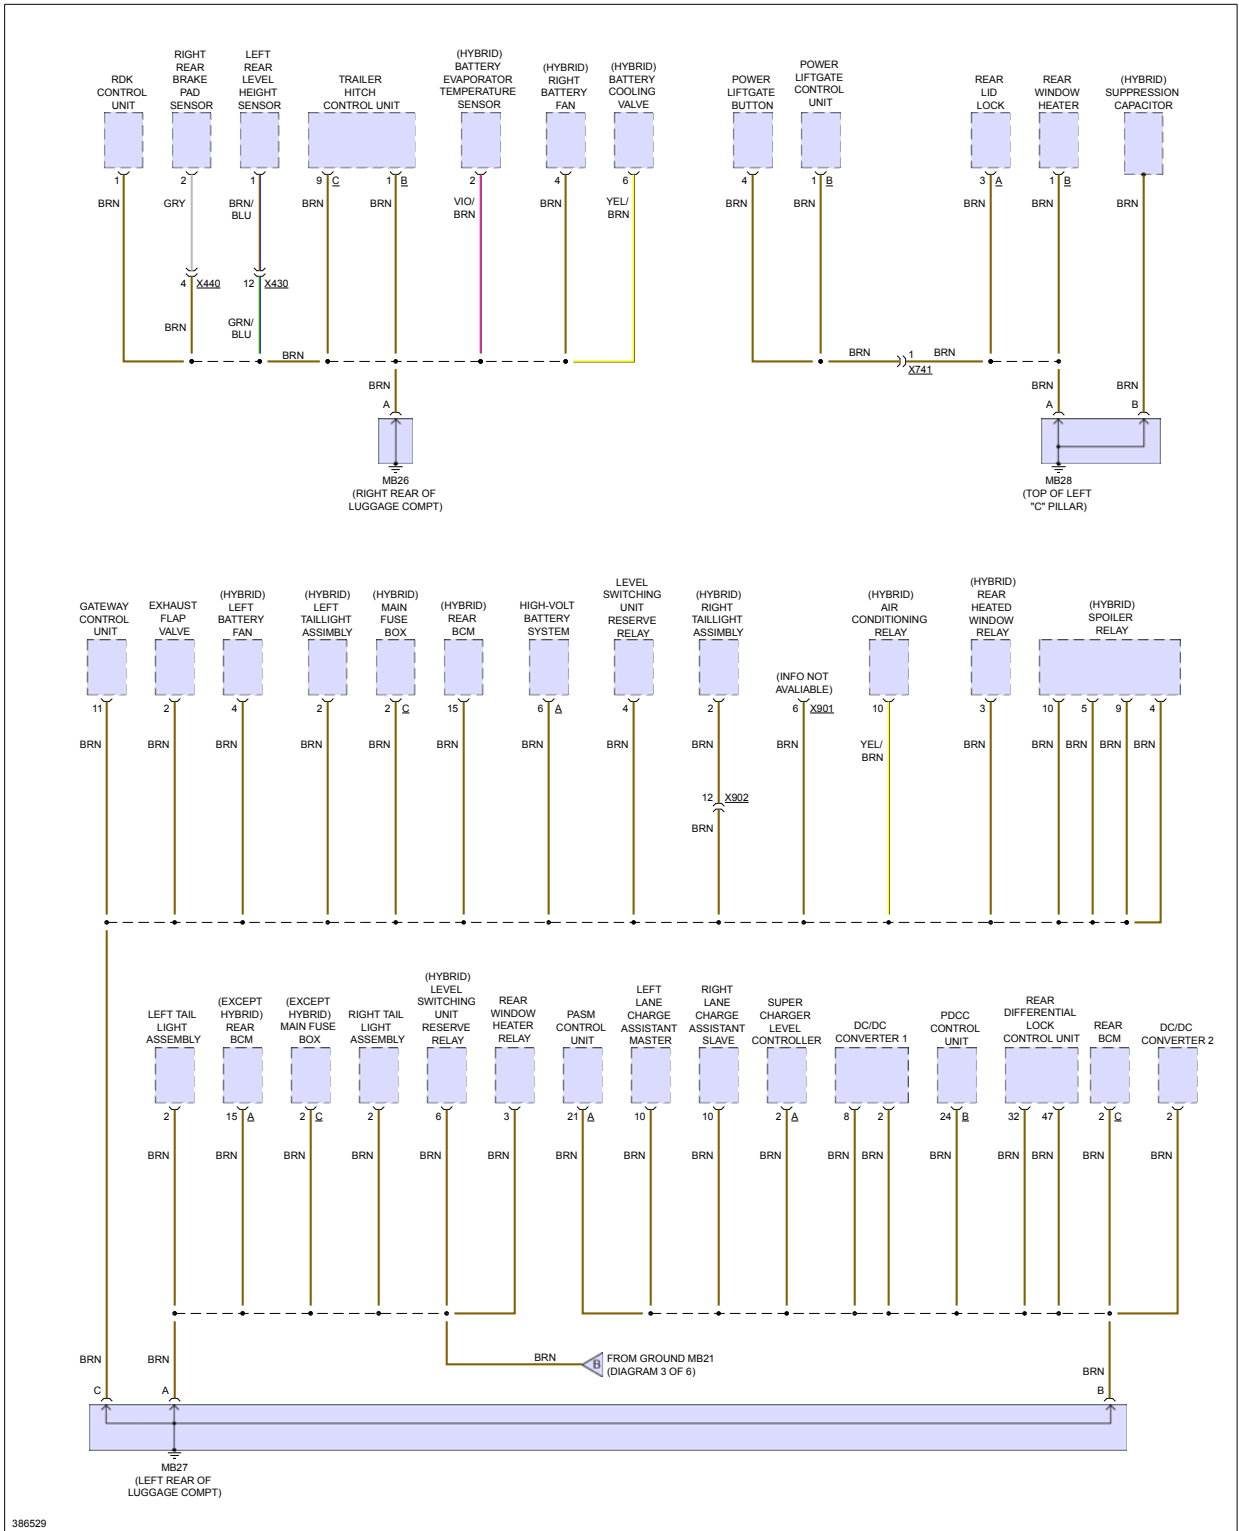 RDK
CONTROL
UNIT
RIGHT
REAR
BRAKE
PAD
SENSOR
LEFT
REAR
LEVEL
HEIGHT
SENSOR
TRAILER
HITCH
CONTROL UNIT
(HYBRID)
BATTERY
EVAPORATOR
TEMPERATURE
SENSOR
(HYBRID)
RIGHT
BATTERY
FAN
(HYBRID)
BATTERY
COOLING
VALVE
POWER
LIFTGATE
BUTTON
POWER
LIFTGATE
CONTROL
UNIT
REAR
LID
LOCK
REAR
WINDOW
HEATER
(HYBRID)
SUPPRESSION
CAPACITOR
1 2 1 9 C 1 B 2 4 6 4 1 B 3 A 1 B
BRN GRY BRN/
BLU BRN BRN VIO/
BRN BRN YEL/
BRN BRN BRN BRN BRN BRN
4 X440 12 X430
BRN GRN/
BLU
BRN BRN 1 BRN
X741
BRN BRN BRN
A A B
MB26
(RIGHT REAR OF
LUGGAGE COMPT)
MB28
(TOP OF LEFT
"C" PILLAR)
GATEWAY
CONTROL
UNIT
EXHAUST
FLAP
VALVE
(HYBRID)
LEFT
BATTERY
FAN
(HYBRID)
LEFT
TAILLIGHT
ASSIMBLY
(HYBRID)
MAIN
FUSE
BOX
(HYBRID)
REAR
BCM
HIGH-VOLT
BATTERY
SYSTEM
LEVEL
SWITCHING
UNIT
RESERVE
RELAY
(HYBRID)
RIGHT
TAILLIGHT
ASSIMBLY
(INFO NOT
AVALIABLE)
(HYBRID)
AIR
CONDITIONING
RELAY
(HYBRID)
REAR
HEATED
WINDOW
RELAY
(HYBRID)
SPOILER
RELAY
11 2 4 2 2 C 15 6 A 4 2 6 X901 10 3 10 5 9 4
BRN BRN BRN BRN BRN BRN BRN BRN BRN BRN YEL/
BRN BRN BRN BRN BRN BRN
12 X902
BRN
LEFT TAIL
LIGHT
ASSEMBLY
(EXCEPT
HYBRID)
REAR
BCM
(EXCEPT
HYBRID)
MAIN FUSE
BOX
RIGHT TAIL
LIGHT
ASSEMBLY
(HYBRID)
LEVEL
SWITCHING
UNIT
RESERVE
RELAY
REAR
WINDOW
HEATER
RELAY
PASM
CONTROL
UNIT
LEFT
LANE
CHARGE
ASSISTANT
MASTER
RIGHT
LANE
CHARGE
ASSISTANT
SLAVE
SUPER
CHARGER
LEVEL
CONTROLLER
DC/DC
CONVERTER 1
PDCC
CONTROL
UNIT
REAR
DIFFERENTIAL
LOCK
CONTROL UNIT
REAR
BCM
DC/DC
CONVERTER 2
2 15 A 2 C 2 6 3 21 A 10 10 2 A 8 2 24 B 32 47 2 C 2
BRN BRN BRN BRN BRN BRN BRN BRN BRN BRN BRN BRN BRN BRN BRN BRN BRN
BRN BRN BRN B FROM GROUND MB21
(DIAGRAM 3 OF 6) BRN
C A B
MB27
(LEFT REAR OF
LUGGAGE COMPT)
386529